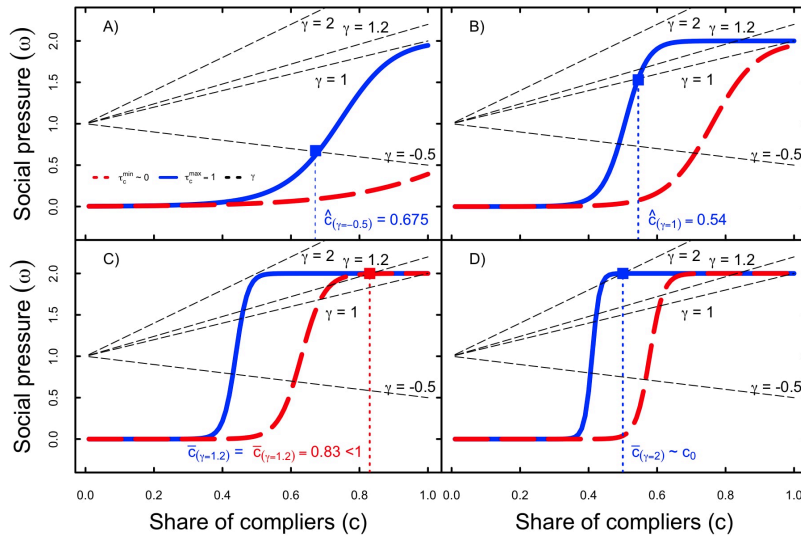 A)
γ = 2
γ = 1.2
γ = 1
γ = -0.5
τ_c^min ~ 0
τ_c^max = 1
γ
ĉ(γ=−0.5) = 0.675
Social pressure (ω)
0.0
0.5
1.0
1.5
2.0
B)
γ = 2
γ = 1.2
γ = 1
γ = -0.5
ĉ(γ=1) = 0.54
C)
γ = 2
γ = 1.2
γ = 1
γ = -0.5
c̅(γ=1.2) = c̅(γ=1.2) = 0.83 <1
Social pressure (ω)
0.0
0.5
1.0
1.5
2.0
0.0 0.2 0.4 0.6 0.8 1.0
Share of compliers (c)
D)
γ = 2
γ = 1.2
γ = 1
γ = -0.5
c̅(γ=2) ~ c₀
0.0 0.2 0.4 0.6 0.8 1.0
Share of compliers (c)